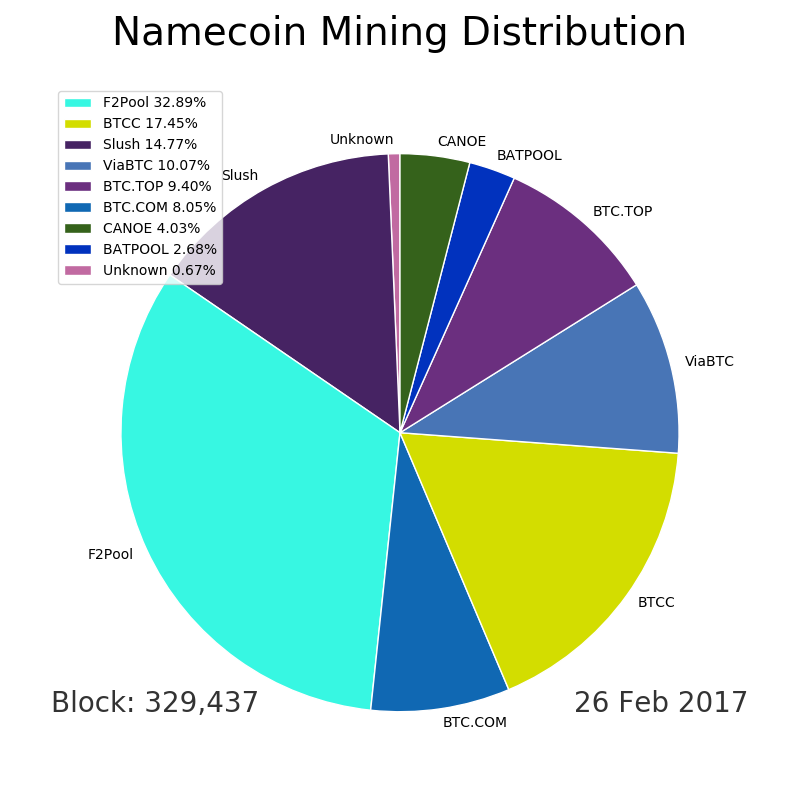 Namecoin Mining Distribution
F2Pool 32.89%
BTCC 17.45%
Slush 14.77%
ViaBTC 10.07%
BTC.TOP 9.40%
BTC.COM 8.05%
CANOE 4.03%
BATPOOL 2.68%
Unknown 0.67%
Unknown
CANOE
BATPOOL
Slush
BTC.TOP
ViaBTC
F2Pool
BTCC
BTC.COM
Block: 329,437
26 Feb 2017